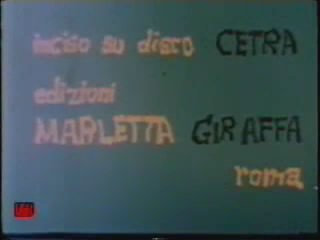 inciso su disco CETRA
edizioni
MARLETTA GIRAFFA
roma